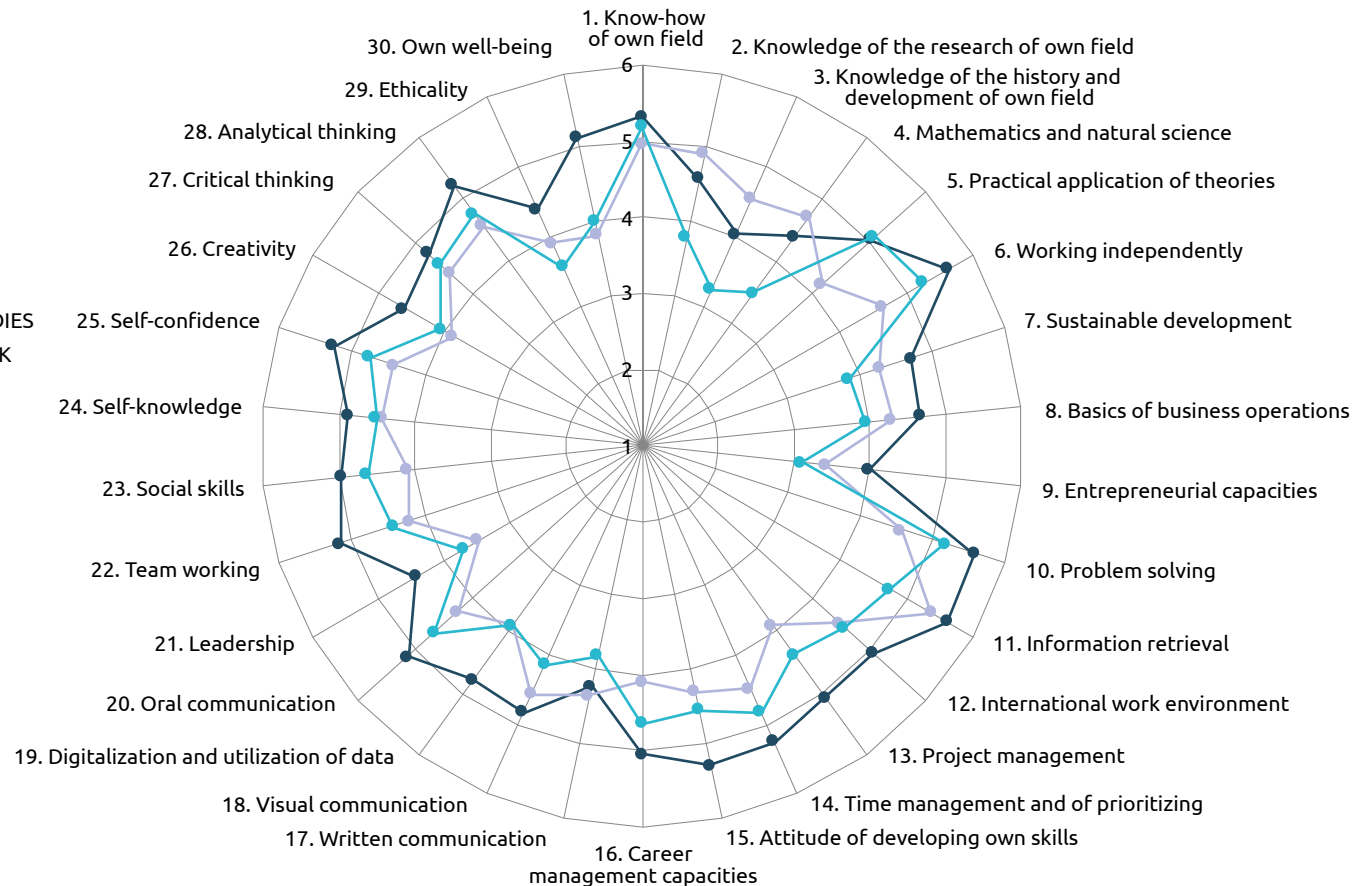 1. Know-how
of own field
2. Knowledge of the research of own field
3. Knowledge of the history and
development of own field
4. Mathematics and natural science
5. Practical application of theories
6. Working independently
7. Sustainable development
8. Basics of business operations
9. Entrepreneurial capacities
10. Problem solving
11. Information retrieval
12. International work environment
13. Project management
14. Time management and of prioritizing
15. Attitude of developing own skills
16. Career
management capacities
17. Written communication
18. Visual communication
19. Digitalization and utilization of data
20. Oral communication
21. Leadership
22. Team working
23. Social skills
24. Self-knowledge
25. Self-confidence
26. Creativity
27. Critical thinking
28. Analytical thinking
29. Ethicality
30. Own well-being
6
5
4
3
2
1
DIES
K